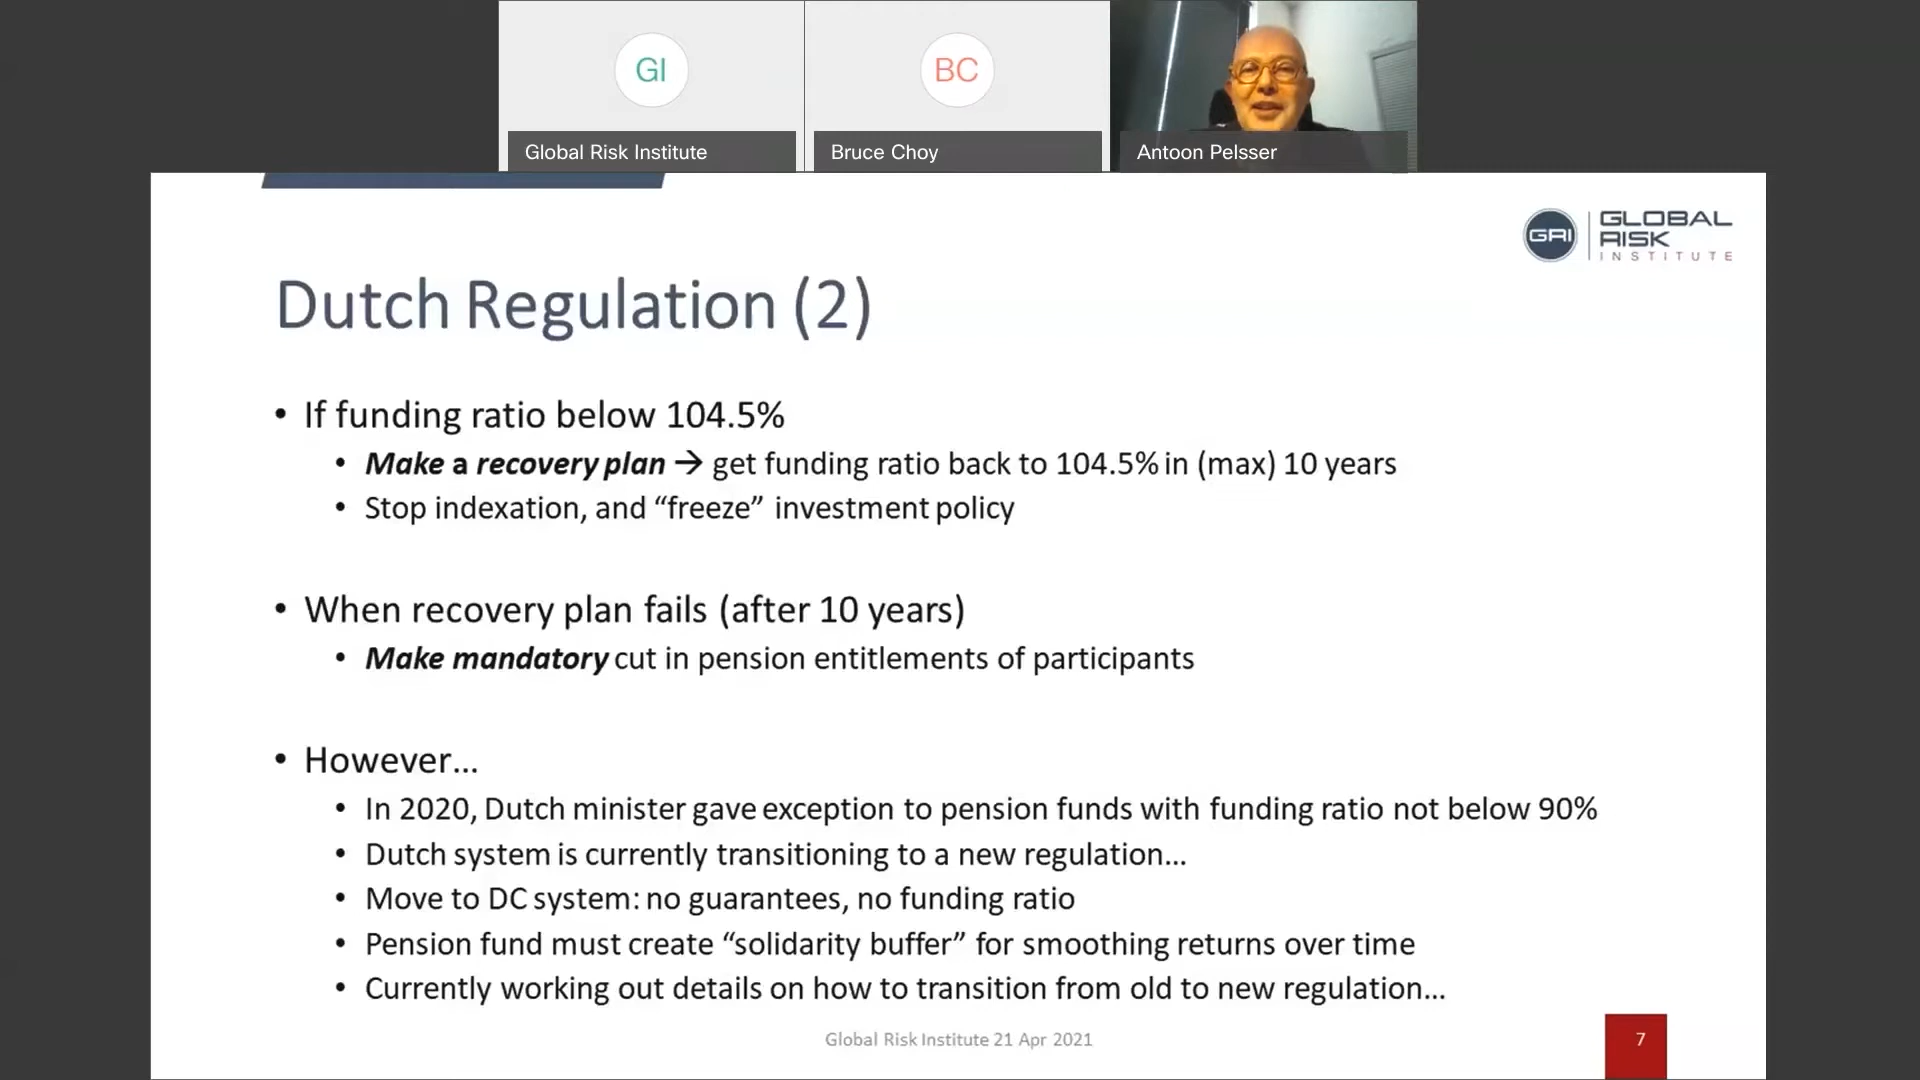 GI
BC
Global Risk Institute
Bruce Choy
Antoon Pelsser
GRI
GLOBAL
RISK
INSTITUTE
Dutch Regulation (2)
• If funding ratio below 104.5%
• Make a recovery plan → get funding ratio back to 104.5% in (max) 10 years
• Stop indexation, and “freeze” investment policy
• When recovery plan fails (after 10 years)
• Make mandatory cut in pension entitlements of participants
• However…
• In 2020, Dutch minister gave exception to pension funds with funding ratio not below 90%
• Dutch system is currently transitioning to a new regulation…
• Move to DC system: no guarantees, no funding ratio
• Pension fund must create “solidarity buffer” for smoothing returns over time
• Currently working out details on how to transition from old to new regulation…
Global Risk Institute 21 Apr 2021
7